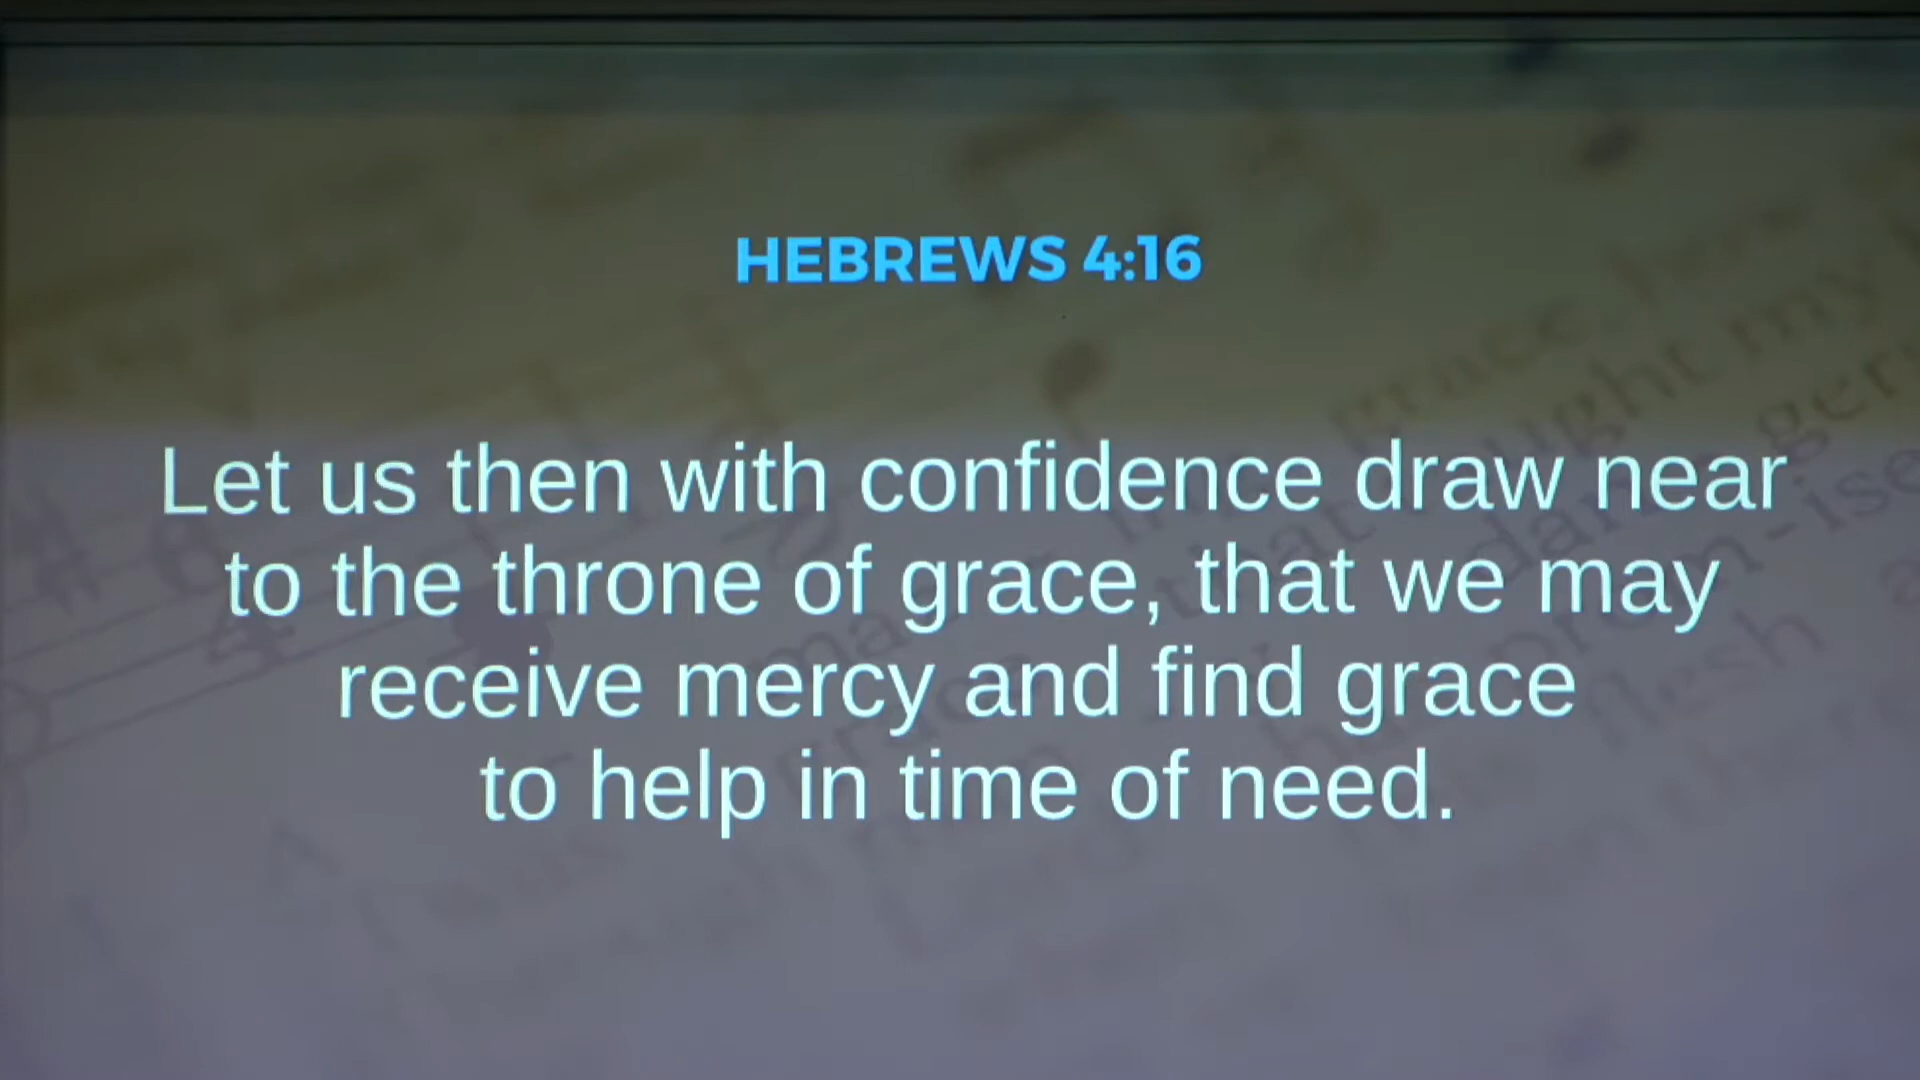 HEBREWS 4:16
Let us then with confidence draw near
to the throne of grace, that we may
receive mercy and find grace
to help in time of need.